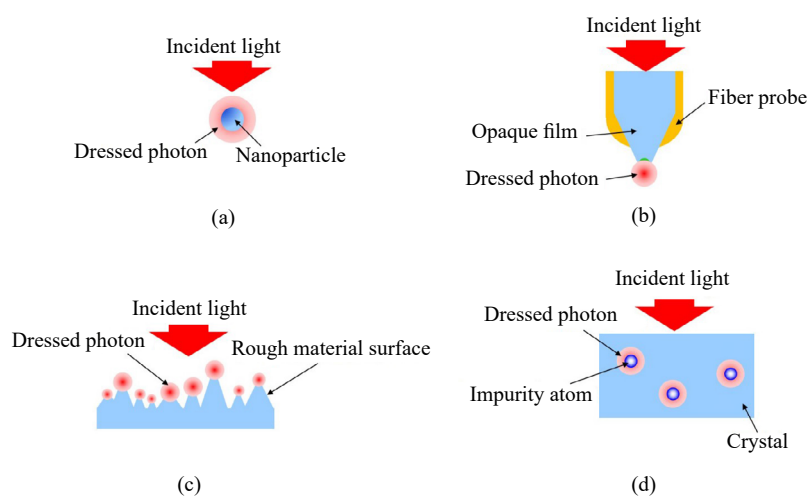 Incident light
Dressed photon
Nanoparticle
(a)
Incident light
Fiber probe
Opaque film
Dressed photon
(b)
Incident light
Dressed photon
Rough material surface
(c)
Incident light
Dressed photon
Impurity atom
Crystal
(d)